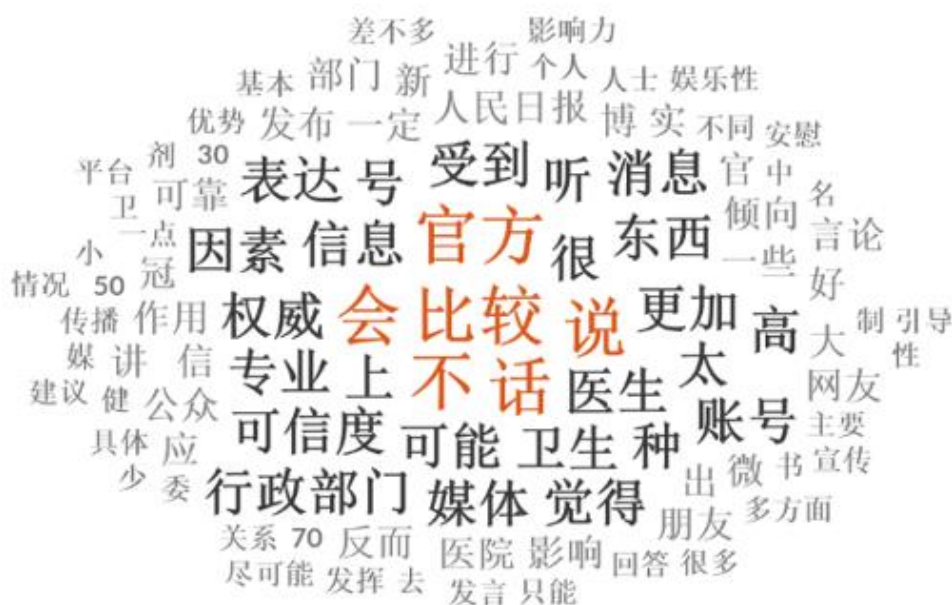 差不多 影响力
基本 部门 新 进行 个人 人士 娱乐性
优势 发布 一定 人民日报 博 实 不同 安慰
平台 剂 30 表达 号 受到 听 消息 官 中
卫 可靠 名
小 一点 因素 信息 官方 很 东西 倾向 言论
情况 50 冠 一些 好
传播 作用 权威 会 比较 说 更加 高 大 制 引导
媒 讲 信 专业 上 不 话 医生 太 网友 性
建议 健 公众 可信度 可能 卫生 种 账号 主要
具体 应 出 微 书 宣传
少 委 行政部门 媒体 觉得 朋友 多方面
关系 70 反而 医院 影响 回答 很多
尽可能 发挥 去 发言 只能